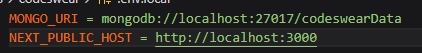 MONGO_URI = mongodb://localhost:27017/codeswearData
NEXT_PUBLIC_HOST = http://localhost:3000